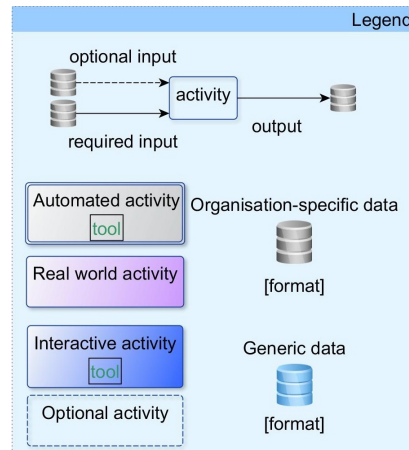 Legend
optional input
activity
output
required input
Automated activity
tool
Organisation-specific data
[format]
Real world activity
Interactive activity
tool
Generic data
[format]
Optional activity